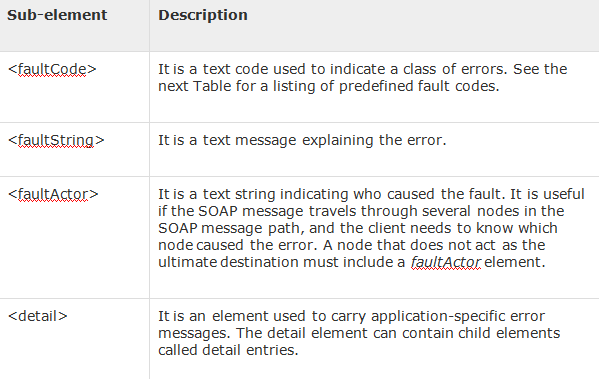 Sub-element Description
<faultCode> It is a text code used to indicate a class of errors. See the
next Table for a listing of predefined fault codes.
<faultString> It is a text message explaining the error.
<faultActor> It is a text string indicating who caused the fault. It is useful
if the SOAP message travels through several nodes in the
SOAP message path, and the client needs to know which
node caused the error. A node that does not act as the
ultimate destination must include a faultActor element.
<detail> It is an element used to carry application-specific error
messages. The detail element can contain child elements
called detail entries.